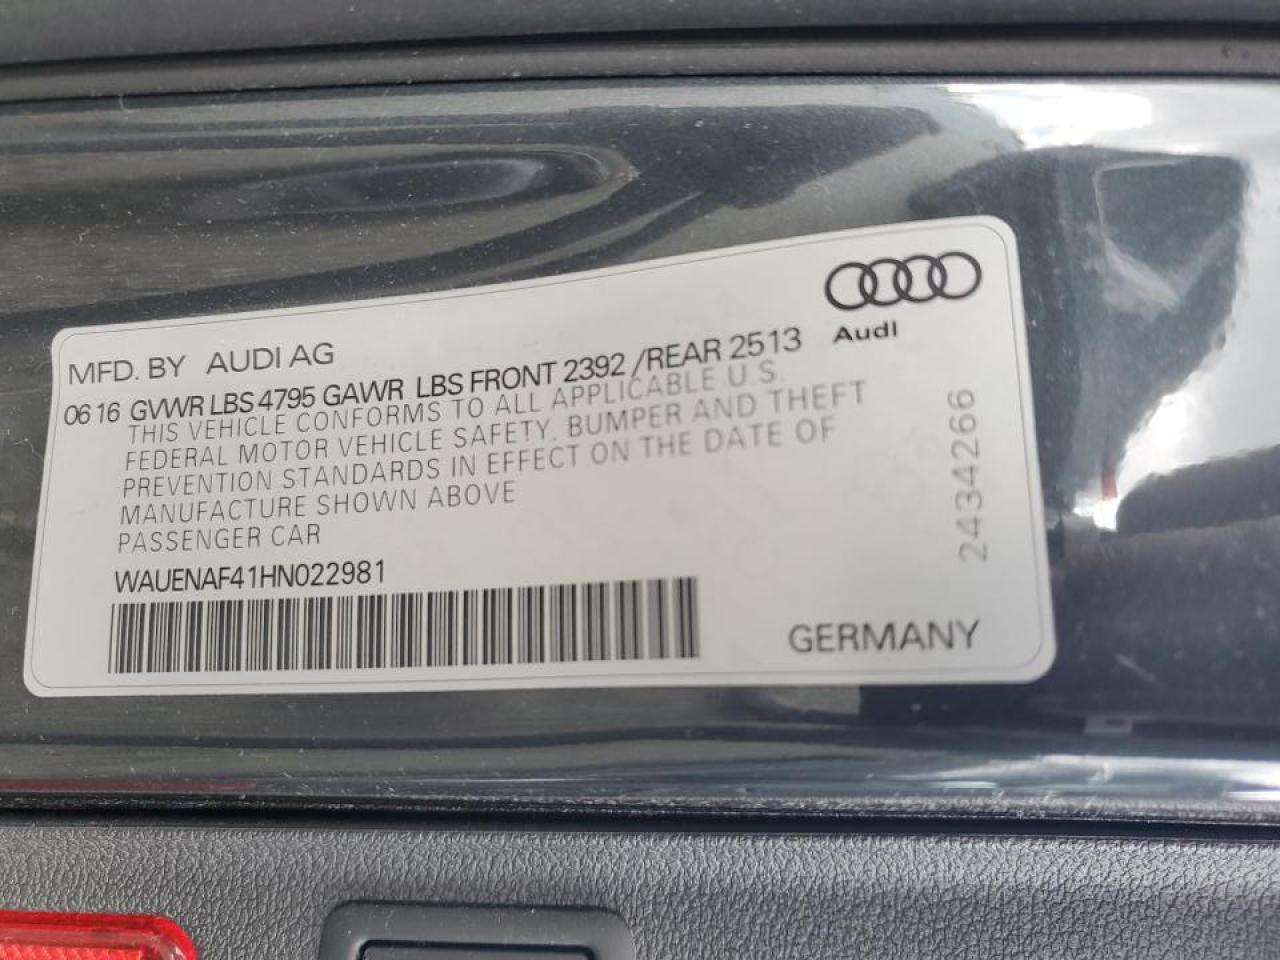 Audi
MFD. BY AUDI AG
06 16 GVWR LBS 4795 GAWR LBS FRONT 2392 /REAR 2513
THIS VEHICLE CONFORMS TO ALL APPLICABLE U.S.
FEDERAL MOTOR VEHICLE SAFETY, BUMPER AND THEFT
PREVENTION STANDARDS IN EFFECT ON THE DATE OF
MANUFACTURE SHOWN ABOVE
PASSENGER CAR
WAUENAF41HN022981
GERMANY
2434266